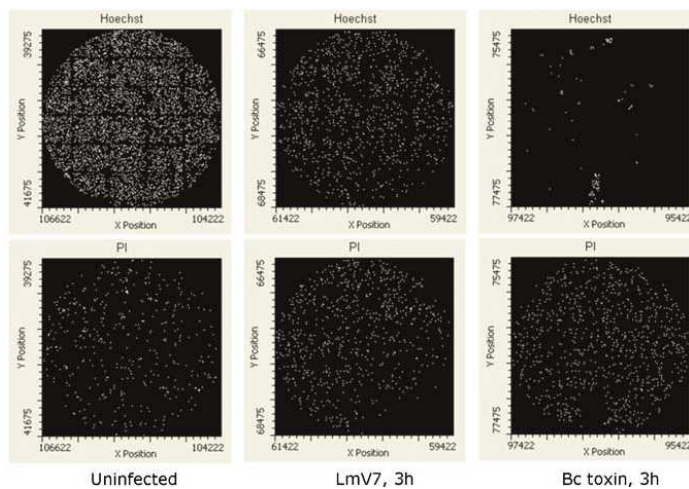 Hoechst Hoechst Hoechst
Y Position 39275 41675 Y Position 66475 68475 Y Position 75475 77475
106622 104222 61422 59422 97422 95422
X Position X Position X Position
PI PI PI
Y Position 39275 41675 Y Position 66475 68475 Y Position 75475 77475
106622 104222 61422 59422 97422 95422
X Position X Position X Position
Uninfected LmV7, 3h Bc toxin, 3h